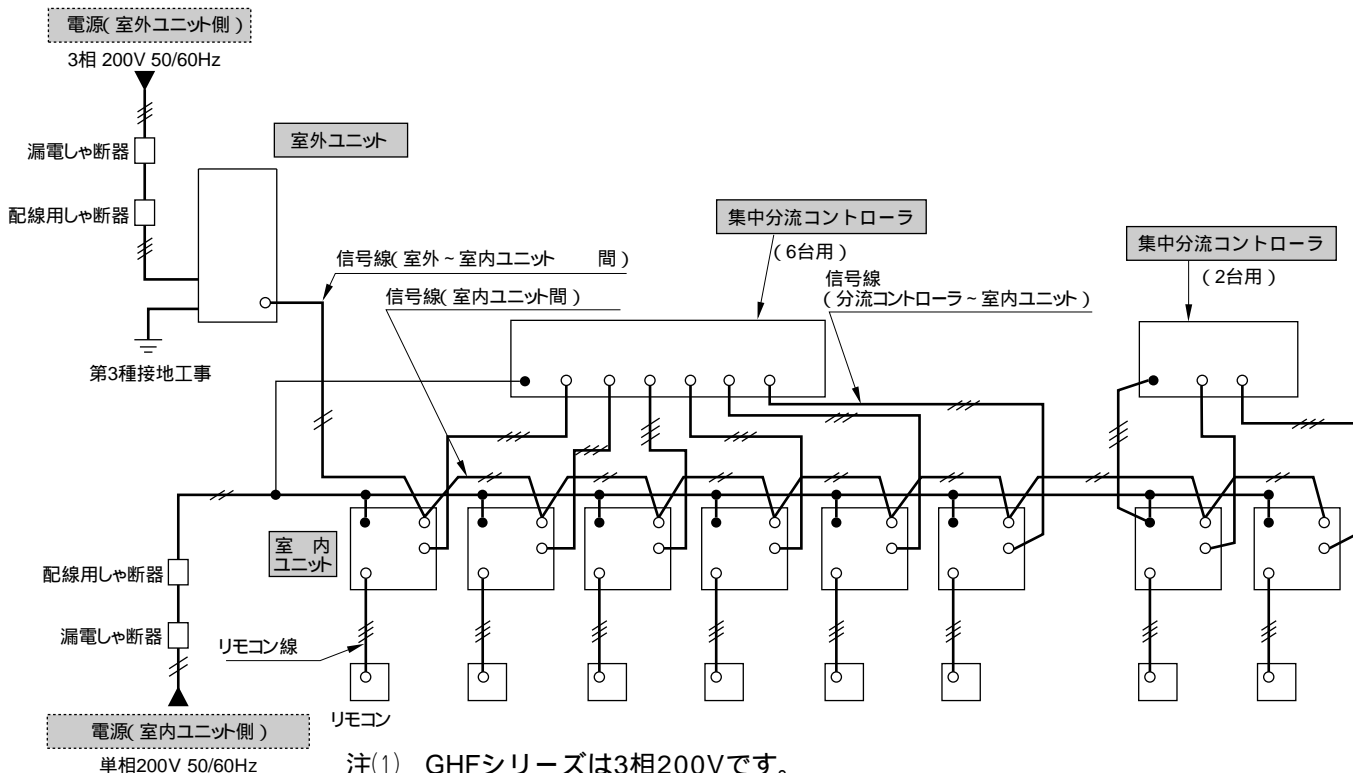 電源(室外ユニット側)
3相 200V 50/60Hz
漏電しゃ断器
室外ユニット
配線用しゃ断器
集中分流コントローラ
(6台用)
集中分流コントローラ
(2台用)
信号線(室外~室内ユニット 間)
信号線
(分流コントローラ~室内ユニット)
信号線(室内ユニット間)
第3種接地工事
室 内
ユニット
配線用しゃ断器
漏電しゃ断器
リモコン線
リモコン
電源(室内ユニット側)
単相200V 50/60Hz
注(1) GHFシリーズは3相200Vです。